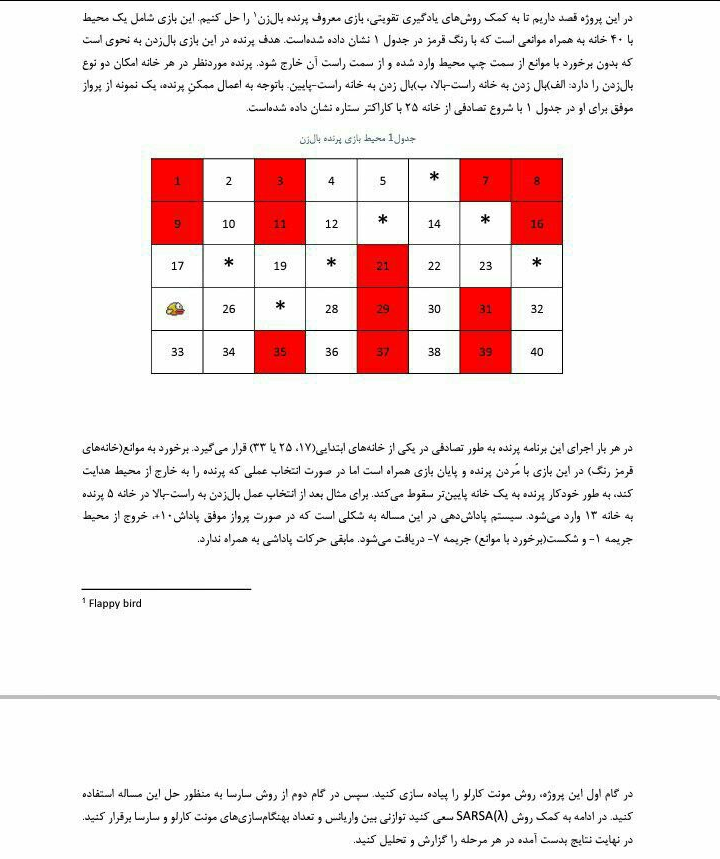 در این پروژه قصد داریم تا به کمک روش‌های یادگیری تقویتی، بازی معروف پرنده بال‌زن¹ را حل کنیم. این بازی شامل یک محیط
با ۴۰ خانه به همراه موانعی است که با رنگ قرمز در جدول ۱ نشان داده شده‌است. هدف پرنده در این بازی بال‌زدن به نحوی است
که بدون برخورد با موانع از سمت چپ محیط وارد شده و از سمت راست آن خارج شود. پرنده موردنظر در هر خانه امکان دو نوع
بال‌زدن را دارد: الف)بال زدن به خانه راست-بالا، ب)بال زدن به خانه راست-پایین. باتوجه به اعمال ممکن پرنده، یک نمونه از پرواز
موفق برای او در جدول ۱ با شروع تصادفی از خانه ۲۵ با کاراکتر ستاره نشان داده شده‌است.
جدول1 محیط بازی پرنده بال‌زن
1 2 3 4 5 * 7 8
9 10 11 12 * 14 * 16
17 * 19 * 21 22 23 *
26 * 28 29 30 31 32
33 34 35 36 37 38 39 40
در هر بار اجرای این برنامه پرنده به طور تصادفی در یکی از خانه‌های ابتدایی(۱۷، ۲۵ یا ۳۳) قرار می‌گیرد. برخورد به موانع(خانه‌های
قرمز رنگ) در این بازی با مُردن پرنده و پایان بازی همراه است اما در صورت انتخاب عملی که پرنده را به خارج از محیط هدایت
کند، به طور خودکار پرنده به یک خانه پایین‌تر سقوط می‌کند. برای مثال بعد از انتخاب عمل بال‌زدن به راست-بالا در خانه ۵ پرنده
به خانه ۱۳ وارد می‌شود. سیستم پاداش‌دهی در این مساله به شکلی است که در صورت پرواز موفق پاداش ۱۰+، خروج از محیط
جریمه ۱- و شکست(برخورد با موانع) جریمه ۷- دریافت می‌شود. مابقی حرکات پاداشی به همراه ندارد.
¹ Flappy bird
در گام اول این پروژه، روش مونت کارلو را پیاده سازی کنید. سپس در گام دوم از روش سارسا به منظور حل این مساله استفاده
کنید. در ادامه به کمک روش SARSA(λ) سعی کنید توازنی بین واریانس و تعداد بهنگام‌سازی‌های مونت کارلو و سارسا برقرار کنید.
در نهایت نتایج بدست آمده در هر مرحله را گزارش و تحلیل کنید.